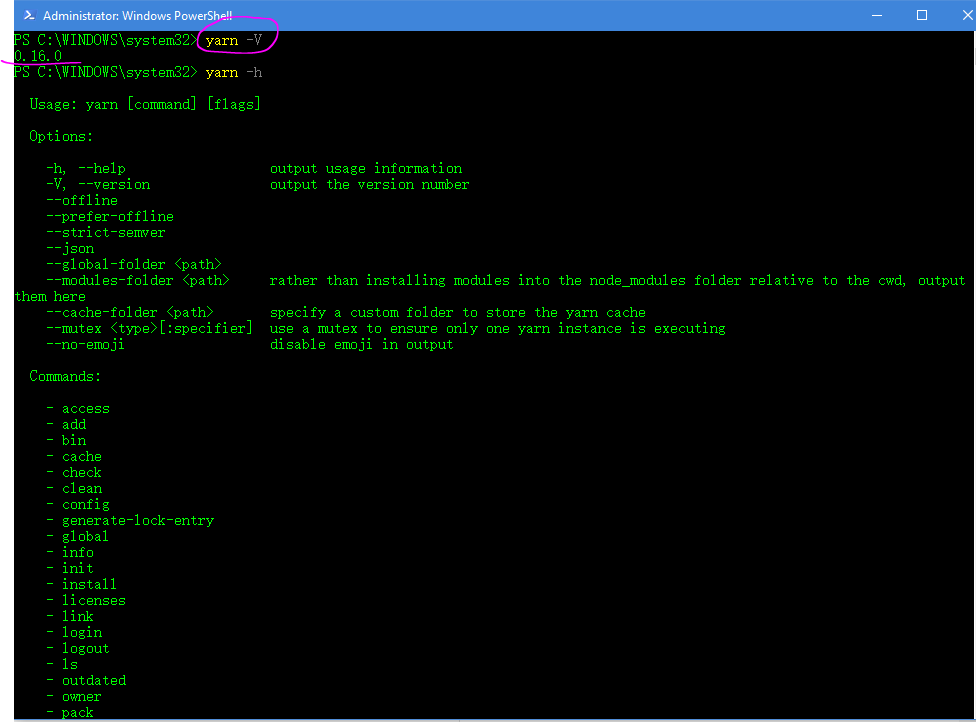 Administrator: Windows PowerShell
PS C:\WINDOWS\system32> yarn -V
0.16.0
PS C:\WINDOWS\system32> yarn -h
Usage: yarn [command] [flags]
Options:
-h, --help output usage information
-V, --version output the version number
--offline
--prefer-offline
--strict-semver
--json
--global-folder <path>
--modules-folder <path> rather than installing modules into the node_modules folder relative to the cwd, output
them here
--cache-folder <path> specify a custom folder to store the yarn cache
--mutex <type>[:specifier] use a mutex to ensure only one yarn instance is executing
--no-emoji disable emoji in output
Commands:
- access
- add
- bin
- cache
- check
- clean
- config
- generate-lock-entry
- global
- info
- init
- install
- licenses
- link
- login
- logout
- ls
- outdated
- owner
- pack